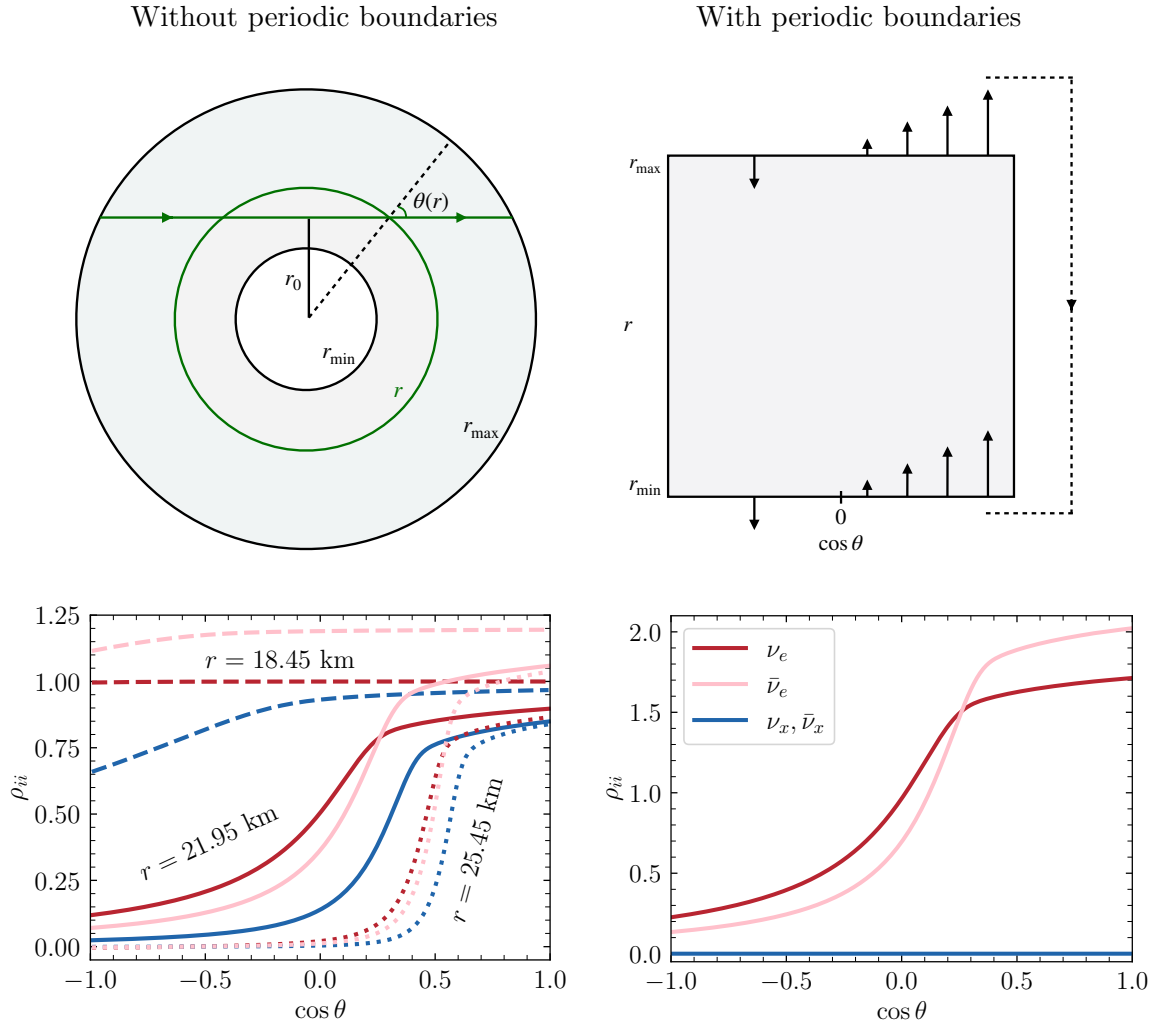 Without periodic boundaries
With periodic boundaries
θ(r)
r₀
r_min
r
r_max
r_max
r
r_min
0
cos θ
1.25
1.00
0.75
0.50
0.25
0.00
ρ_ii
r = 18.45 km
r = 21.95 km
r = 25.45 km
−1.0 −0.5 0.0 0.5 1.0
cos θ
2.0
1.5
1.0
0.5
0.0
ρ_ii
ν_e
ν̄_e
ν_x, ν̄_x
−1.0 −0.5 0.0 0.5 1.0
cos θ